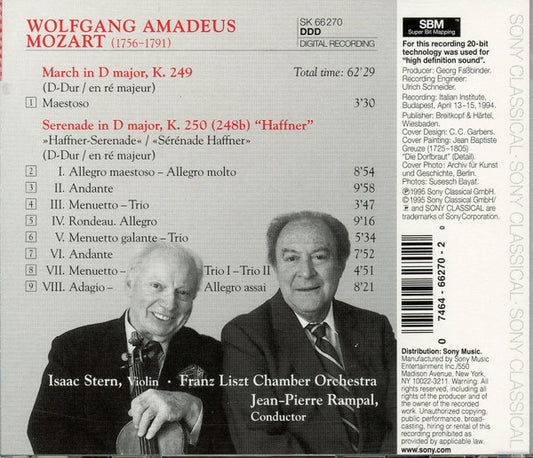 WOLFGANG AMADEUS
MOZART (1756–1791)
SK 66270
DDD
DIGITAL RECORDING
March in D major, K. 249 Total time: 62'29
(D-Dur / en ré majeur)
1 Maestoso 3'30
Serenade in D major, K. 250 (248b) “Haffner”
»Haffner-Serenade« / «Sérénade Haffner»
(D-Dur / en ré majeur)
2 I. Allegro maestoso – Allegro molto 8'54
3 II. Andante 9'58
4 III. Menuetto – Trio 3'47
5 IV. Rondeau. Allegro 9'16
6 V. Menuetto galante – Trio 5'34
7 VI. Andante 7'52
8 VII. Menuetto – Trio I – Trio II 4'51
9 VIII. Adagio – Allegro assai 8'21
Isaac Stern, Violin · Franz Liszt Chamber Orchestra
Jean-Pierre Rampal,
Conductor
SBM
Super Bit Mapping
For this recording 20-bit
technology was used for
“high definition sound”.
Producer: Georg Faßbinder.
Recording Engineer:
Ulrich Schneider.
Recording: Italian Institute,
Budapest, April 13–15, 1994.
Publisher: Breitkopf & Härtel,
Wiesbaden.
Cover Design: C. C. Garbers.
Cover Painting: Jean Baptiste
Greuze (1725–1805)
“Die Dorfbraut” (Detail).
Cover Photo: Archiv für Kunst
und Geschichte, Berlin.
Photos: Susesch Bayat.
℗ 1995 Sony Classical GmbH.
© 1995 Sony Classical GmbH/
and SONY CLASSICAL are
trademarks of Sony Corporation.
0 7464-66270-2 0
Distribution: Sony Music.
Manufactured by Sony Music
Entertainment Inc./550
Madison Avenue, New York,
NY 10022-3211. Warning: All
rights reserved, including all
rights of the producer and of
the owner of the work.
Unauthorized copying,
public performance,
broadcasting, hiring or rental of this
recording prohibited as
provided by applicable law.
www.sony.com
SONY CLASSICAL · SONY CLASSICAL · SONY CLASSICAL